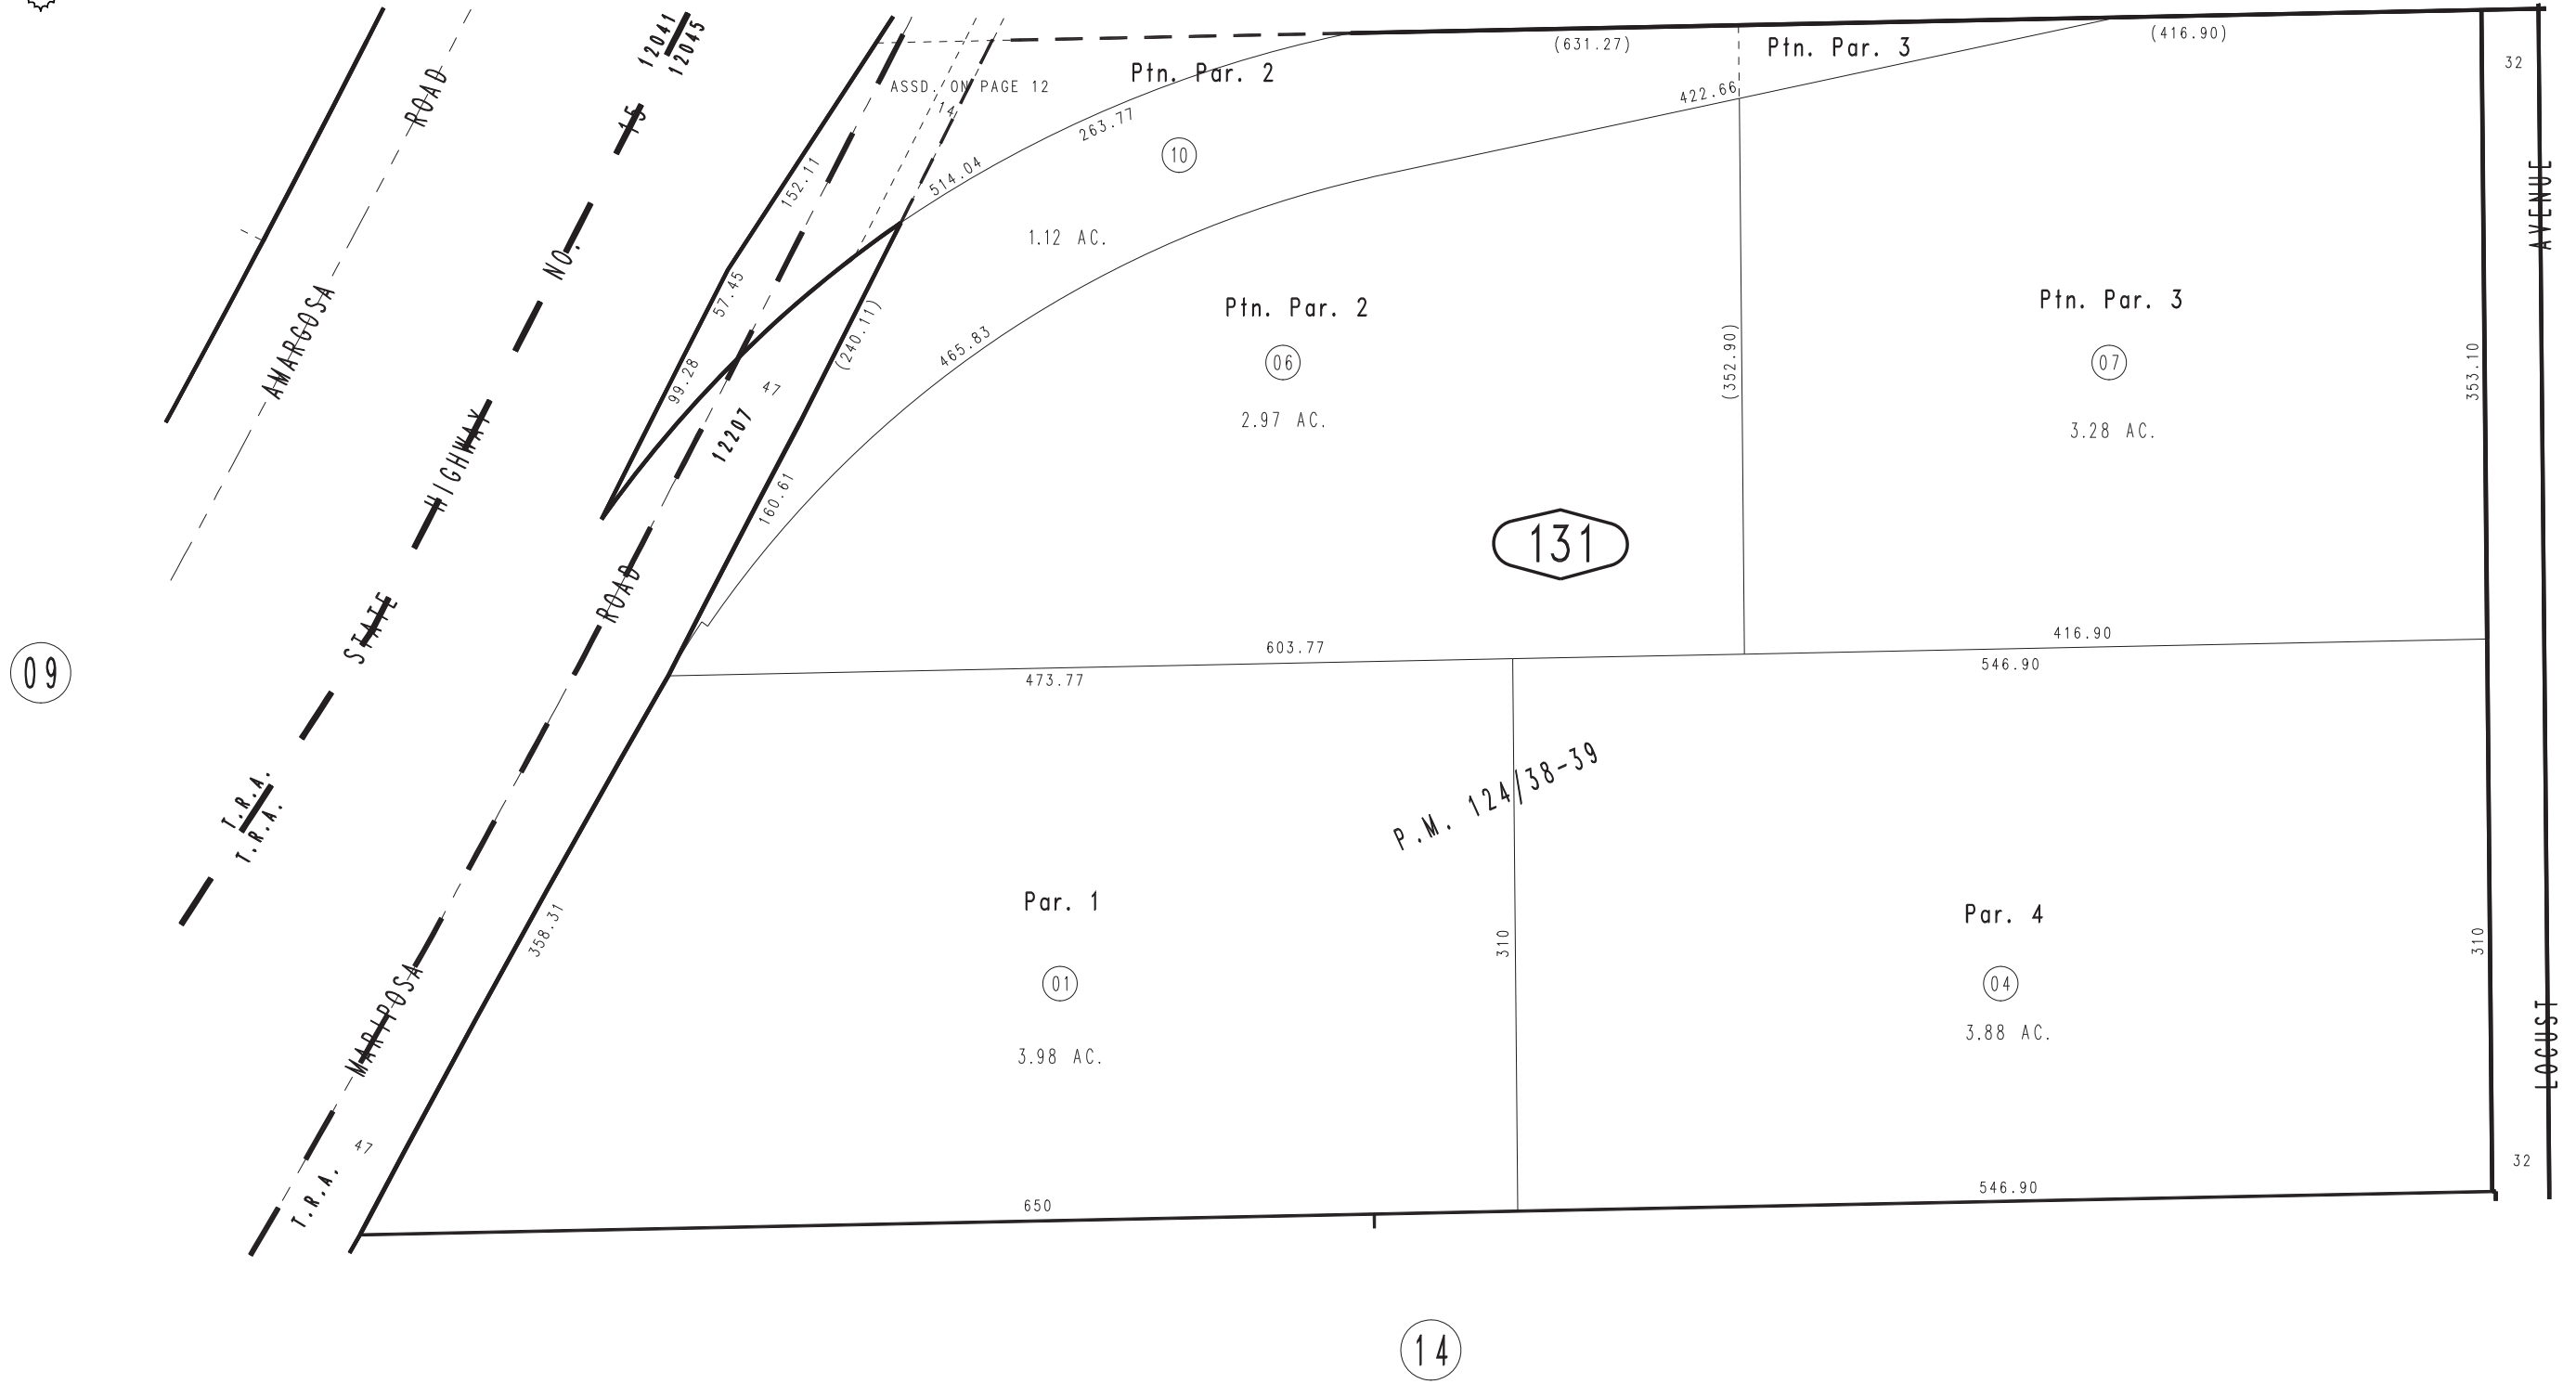 12041
12045
ROAD
AMARGOSA
15
NO.
HIGHWAY
STATE
T.R.A.
T.R.A.
09
ASSD. ON PAGE 12
14
152.11
57.45
99.28
12207
47
(240.11)
160.61
ROAD
MARIPOSA
47
T.R.A.
358.31
Ptn. Par. 2
263.77
514.04
10
1.12 AC.
465.83
(631.27)
Ptn. Par. 3
422.66
(416.90)
32
AVENUE
Ptn. Par. 2
06
2.97 AC.
(352.90)
Ptn. Par. 3
07
3.28 AC.
353.10
131
603.77
416.90
473.77
546.90
P.M. 124/38-39
Par. 1
01
3.98 AC.
310
Par. 4
04
3.88 AC.
310
LOCUST
32
650
546.90
14